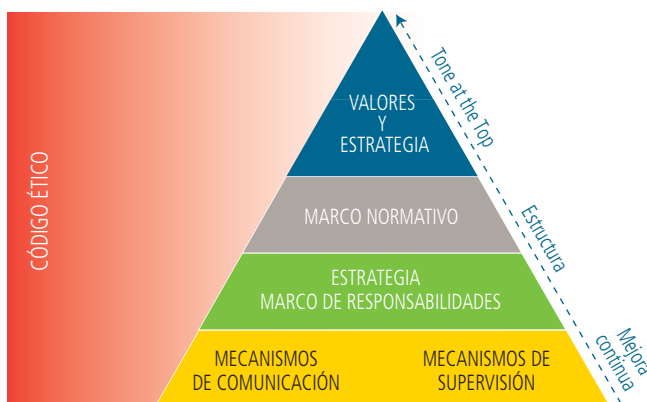 CÓDIGO ÉTICO
VALORES
Y
ESTRATEGIA
MARCO NORMATIVO
ESTRATEGIA
MARCO DE RESPONSABILIDADES
MECANISMOS
DE COMUNICACIÓN
MECANISMOS DE
SUPERVISIÓN
Tone at the Top
Estructura
Mejora
continua